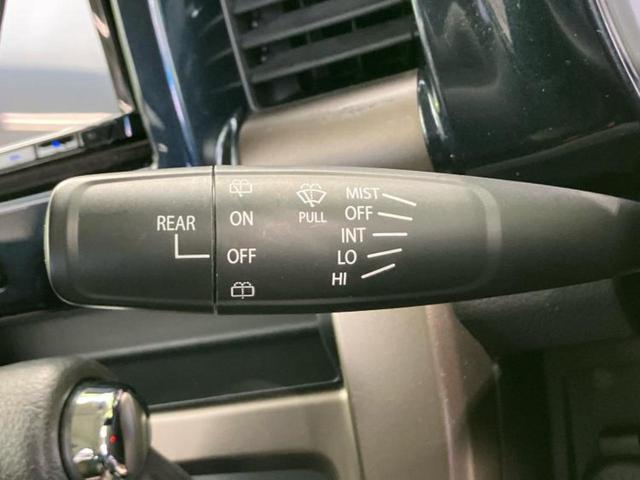 REAR
ON
OFF
PULL
MIST
OFF
INT
LO
HI